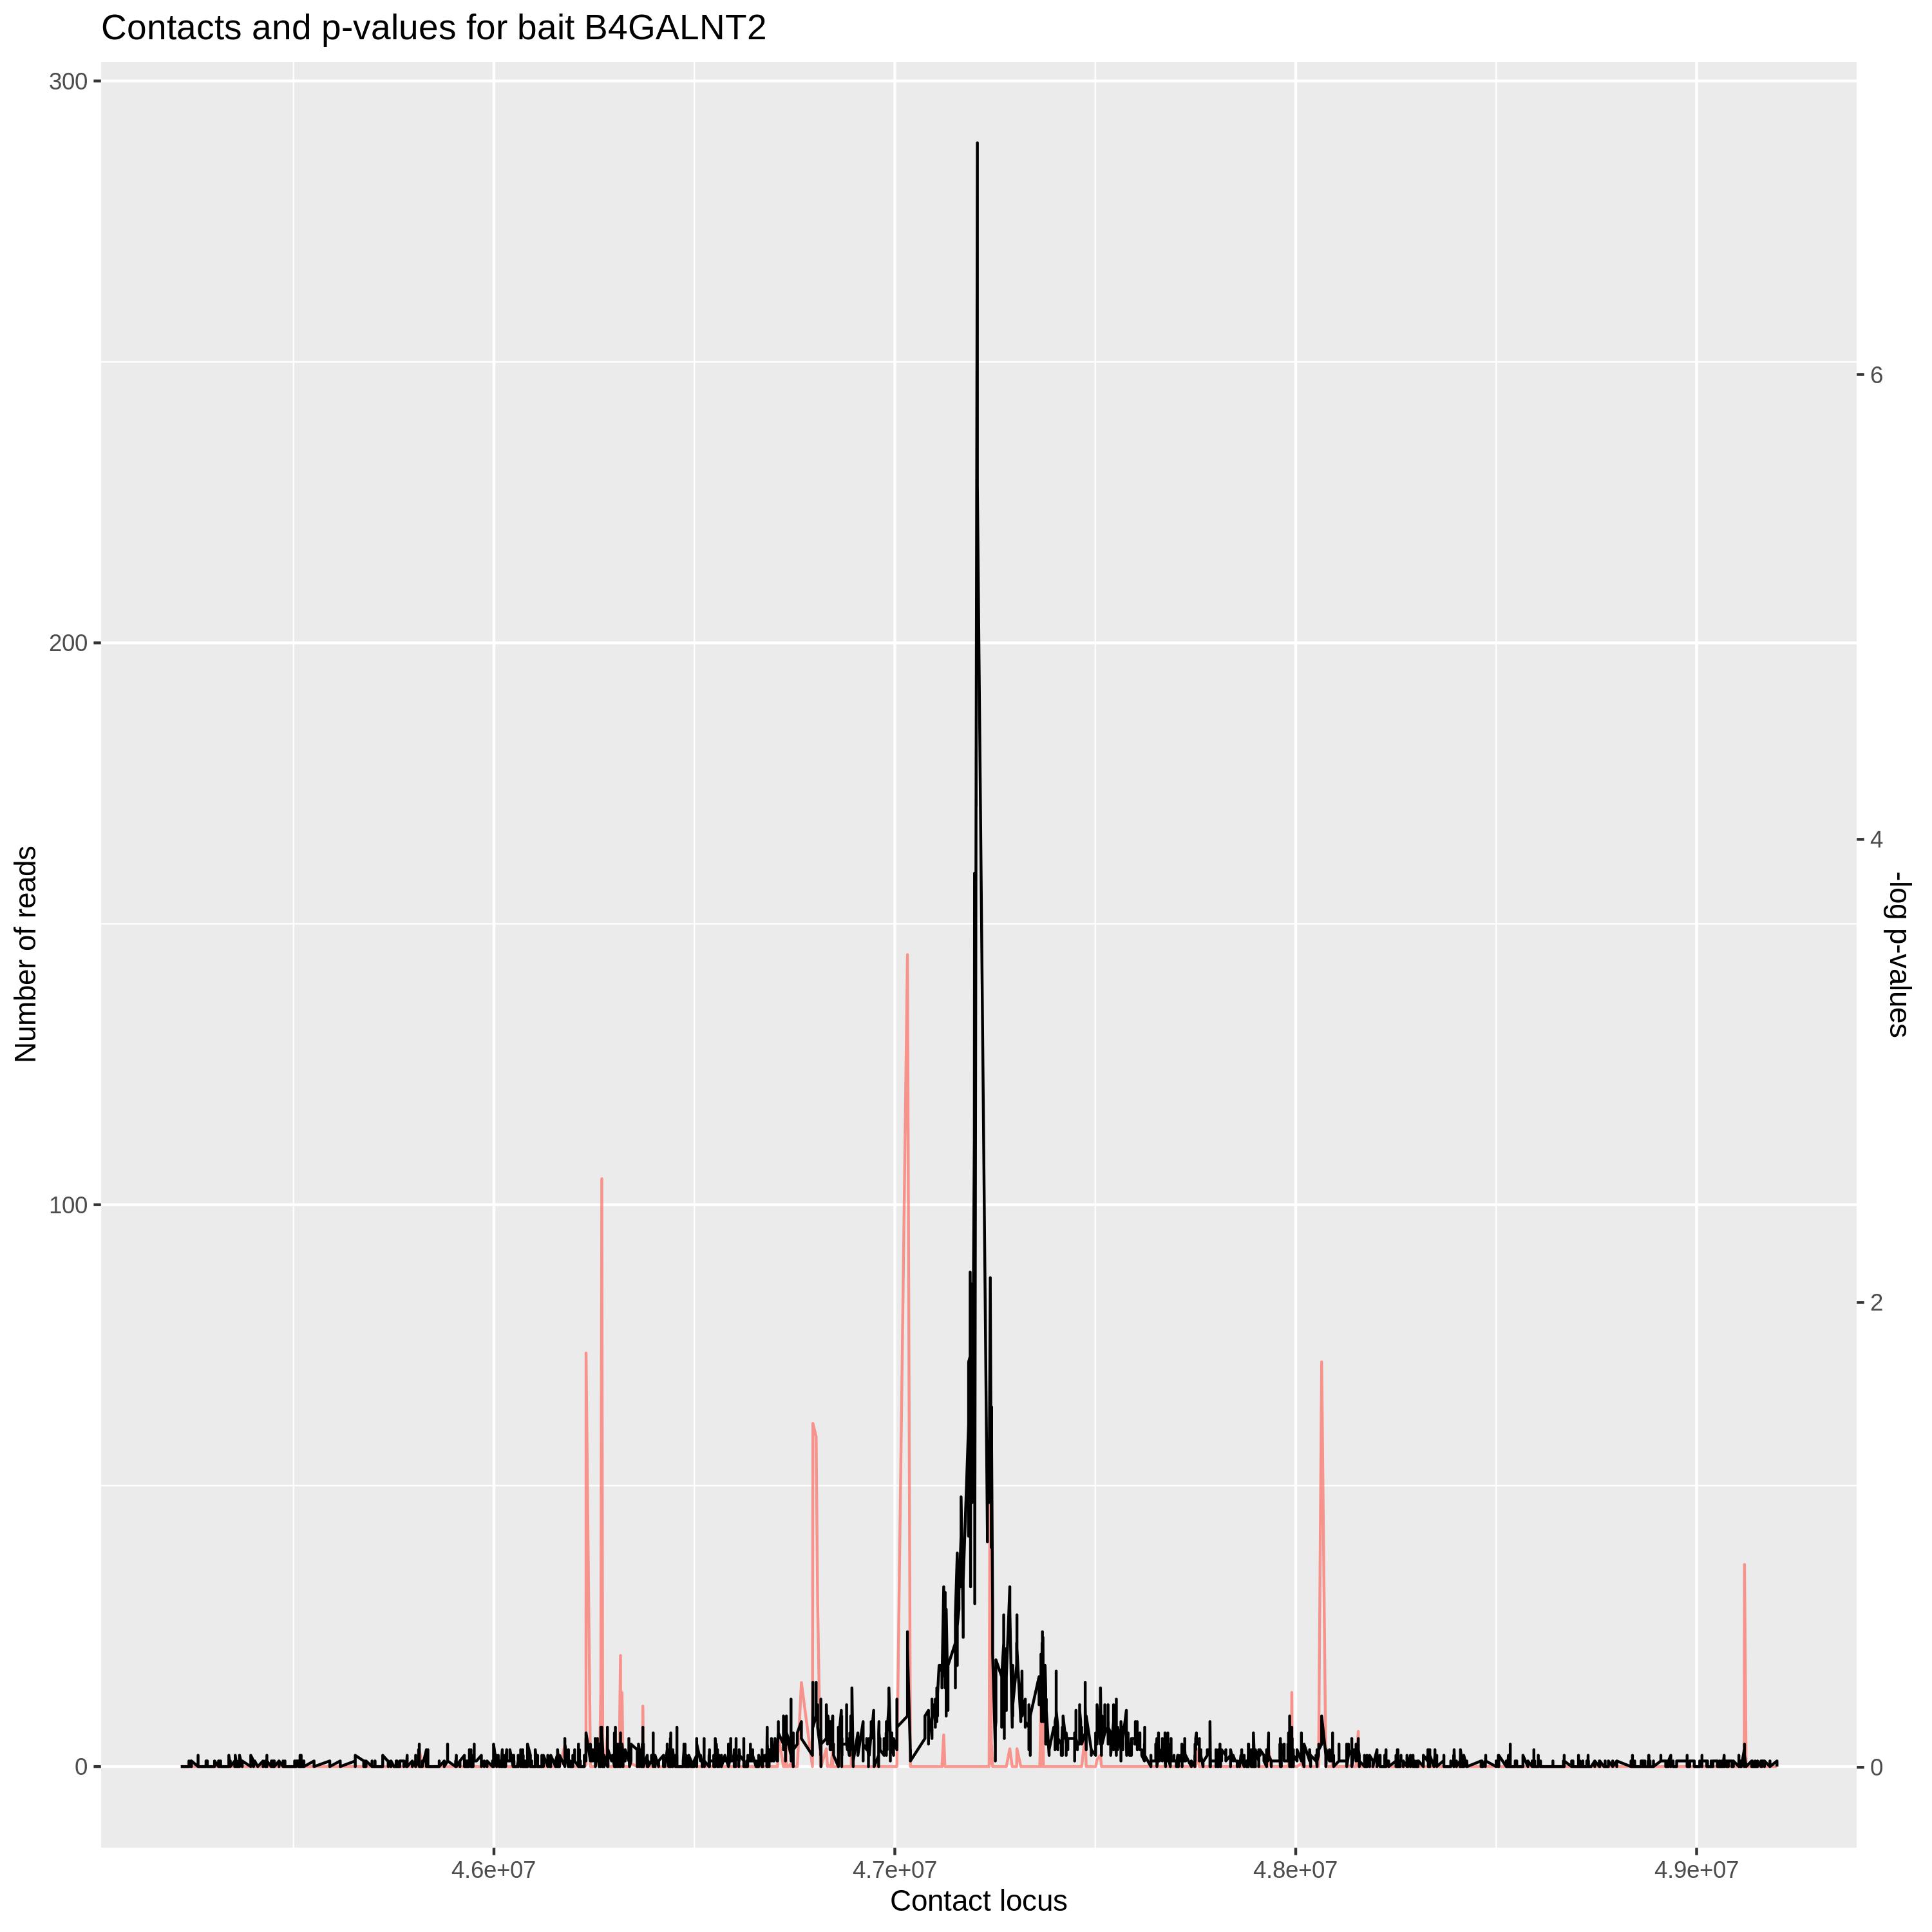 Contacts and p-values for bait B4GALNT2
300
200
100
0
Number of reads
6
4
2
0
-log p-values
4.6e+07
4.7e+07
4.8e+07
4.9e+07
Contact locus